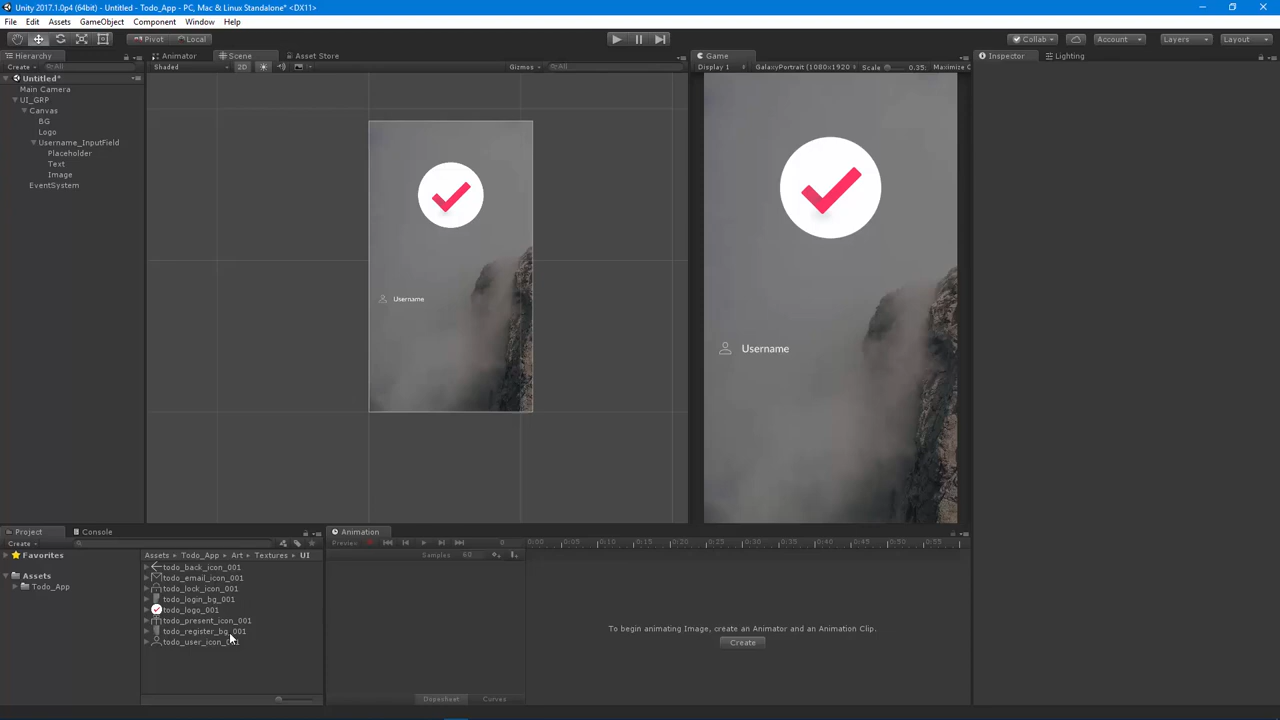 Unity 2017.1.0p4 (64bit) - Untitled - Todo_App - PC, Mac & Linux Standalone* <DX11>
File Edit Assets GameObject Component Window Help
Pivot Local Collab Account Layers Layout
Hierarchy Animator Scene Asset Store Game Inspector Lighting
Create All Shaded 2D Gizmos All Display 1 GalaxyPortrait (1080x1920 Scale 0.35: Maximize C
Untitled*
Main Camera
UI_GRP
Canvas
BG
Logo
Username_InputField
Placeholder
Text
Image
EventSystem
Username
Username
Project Console Animation
Create Preview 0 0:00 0:05 0:10 0:15 0:20 0:25 0:30 0:35 0:40 0:45 0:50 0:55
Favorites Assets Todo_App Art Textures UI Samples 60
Assets
Todo_App
todo_back_icon_001
todo_email_icon_001
todo_lock_icon_001
todo_login_bg_001
todo_logo_001
todo_present_icon_001
todo_register_bg_001
todo_user_icon_001
To begin animating Image, create an Animator and an Animation Clip.
Create
Dopesheet Curves